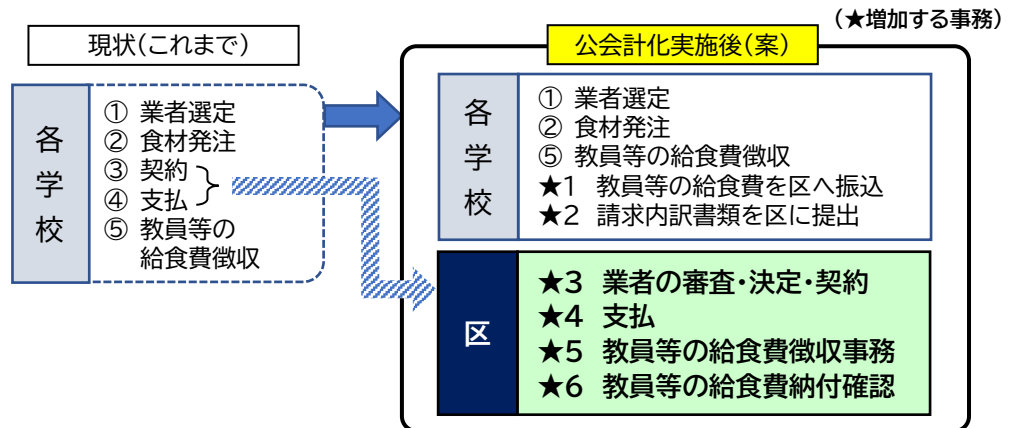 (★増加する事務)
現状(これまで)
各学校
① 業者選定
② 食材発注
③ 契約
④ 支払
⑤ 教員等の
給食費徴収
公会計化実施後(案)
各学校
① 業者選定
② 食材発注
⑤ 教員等の給食費徴収
★1 教員等の給食費を区へ振込
★2 請求内訳書類を区に提出
区
★3 業者の審査・決定・契約
★4 支払
★5 教員等の給食費徴収事務
★6 教員等の給食費納付確認